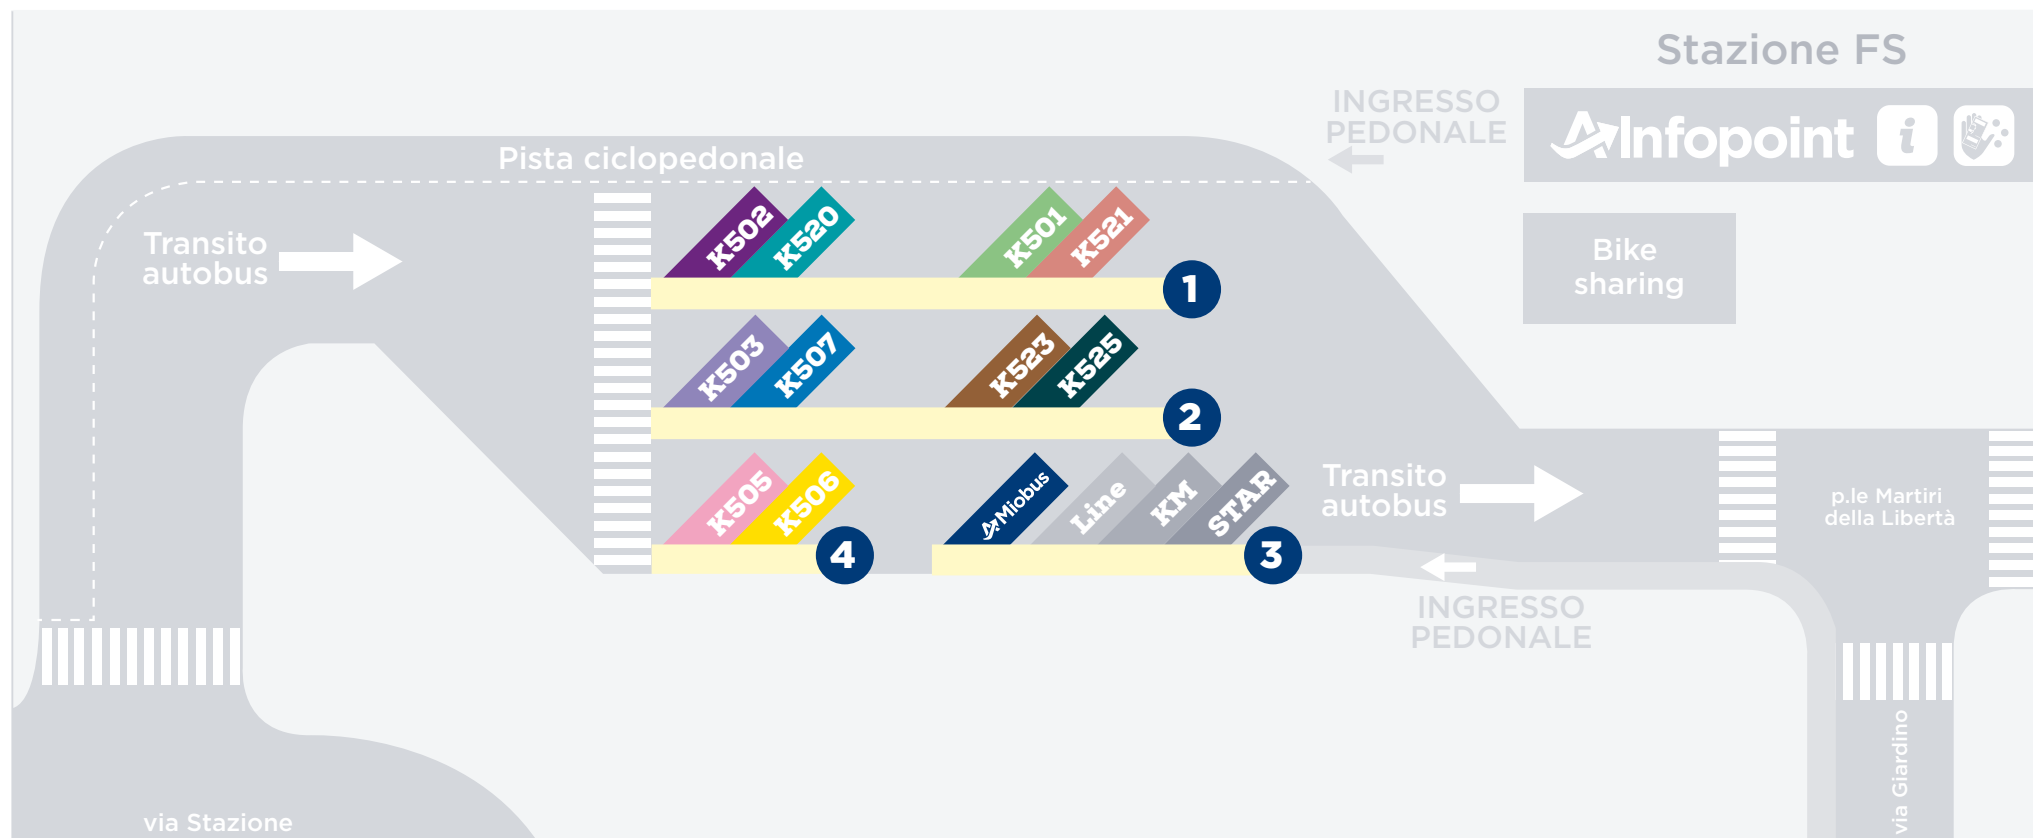 Stazione FS
INGRESSO
PEDONALE
Infopoint
i
Pista ciclopedonale
Bike
sharing
Transito
autobus
K502
K520
K501
K521
1
K503
K507
K523
K525
2
K505
K506
4
Miobus
Line
KM
STAR
3
Transito
autobus
p.le Martiri
della Libertà
INGRESSO
PEDONALE
via Giardino
via Stazione